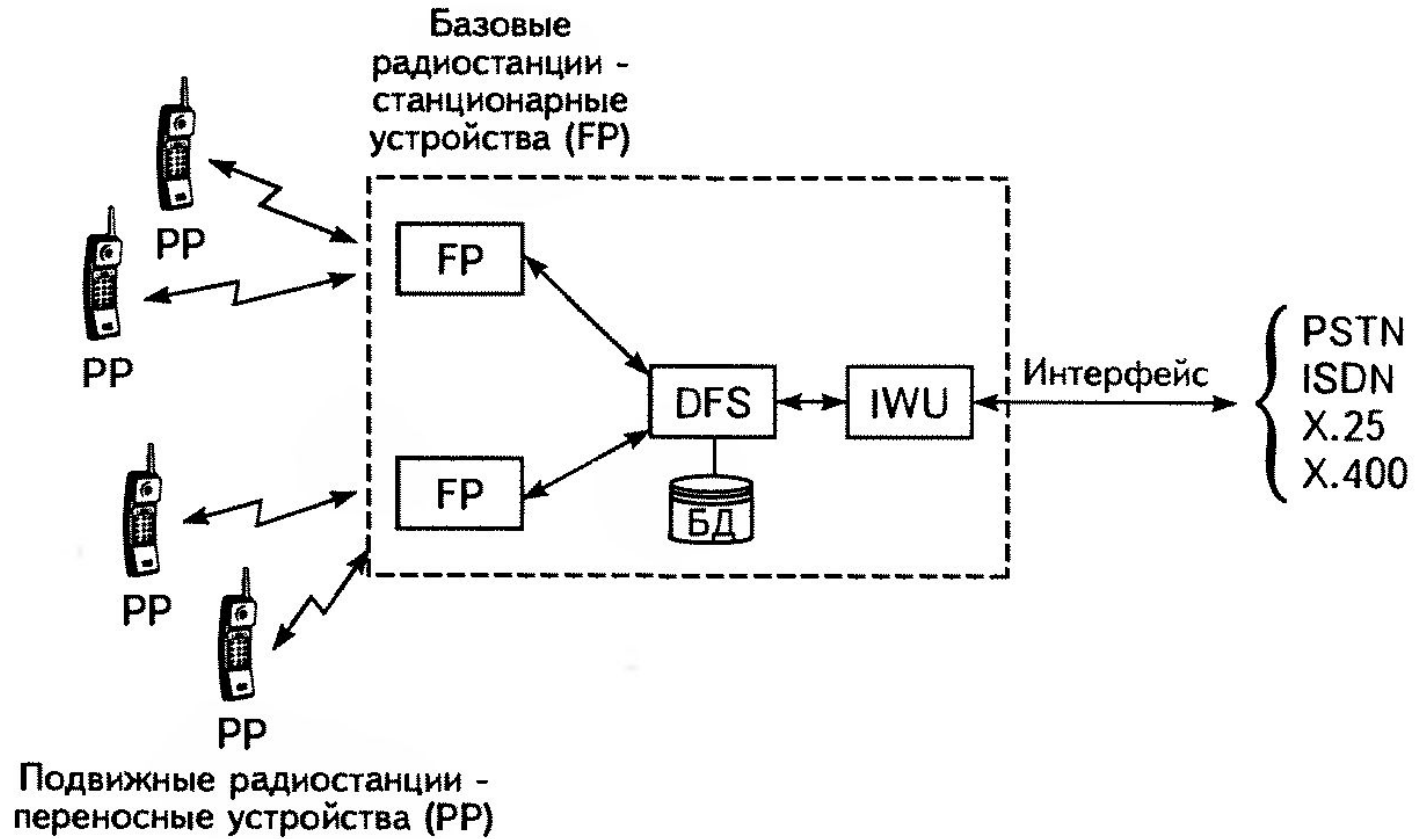 Базовые
радиостанции -
станционарные
устройства (FP)
PP
PP
FP
DFS
IWU
Интерфейс
PSTN
ISDN
X.25
X.400
FP
БД
PP
PP
Подвижные радиостанции -
переносные устройства (PP)